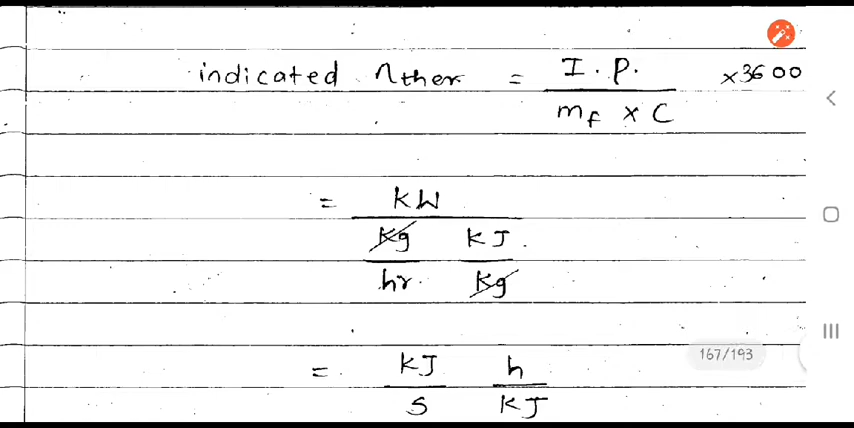 indicated ηther = I.P. / mf × C ×3600
= kW / (Kg/hr. KJ/Kg)
167/193
= KJ/s h/KJ